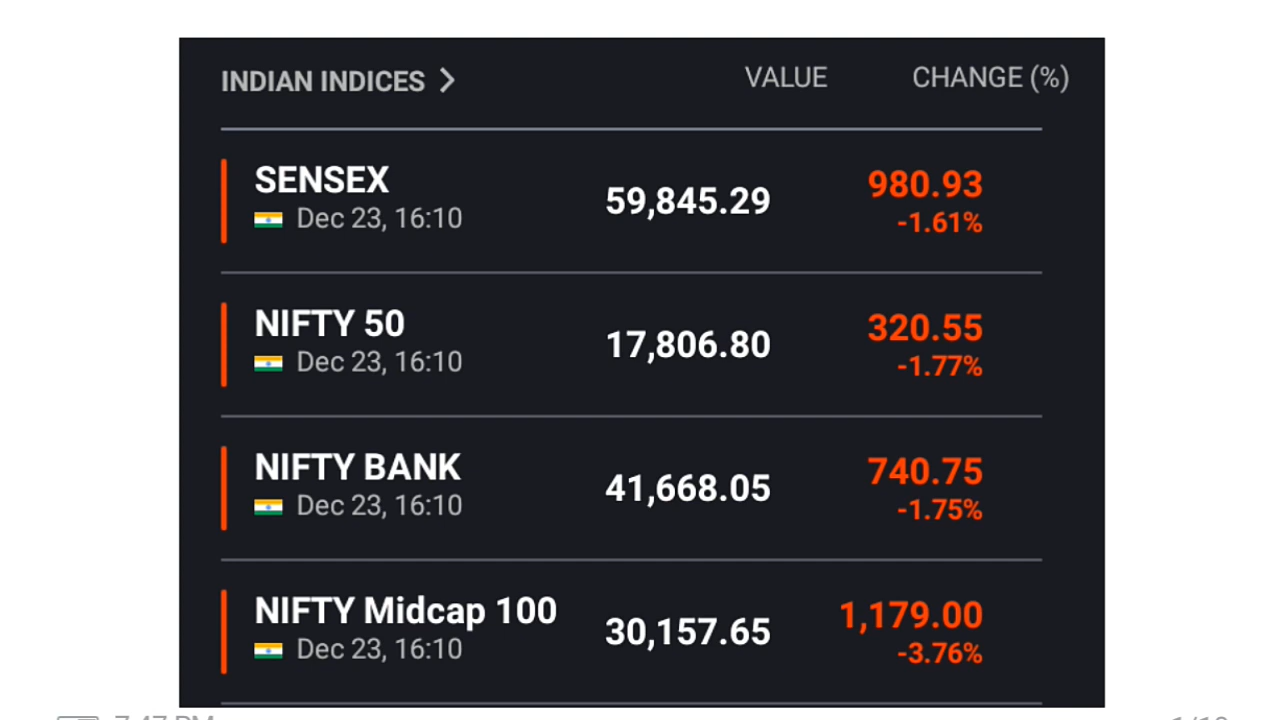 INDIAN INDICES > VALUE CHANGE (%)
SENSEX
59,845.29
980.93
Dec 23, 16:10
-1.61%
NIFTY 50
17,806.80
320.55
Dec 23, 16:10
-1.77%
NIFTY BANK
41,668.05
740.75
Dec 23, 16:10
-1.75%
NIFTY Midcap 100
30,157.65
1,179.00
Dec 23, 16:10
-3.76%